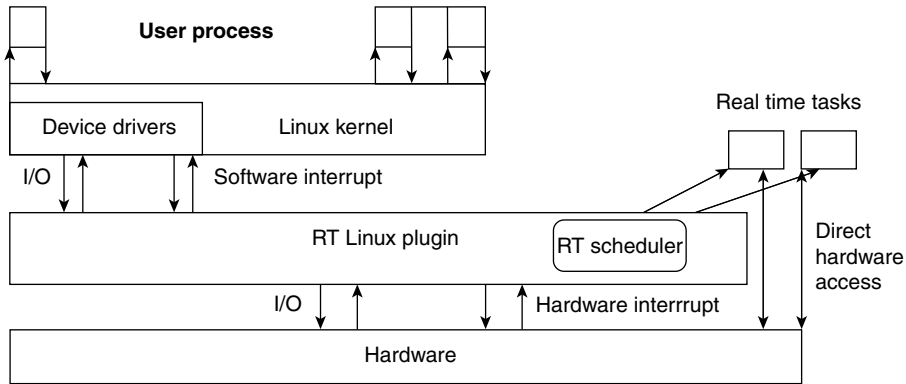 User process
Real time tasks
Device drivers
Linux kernel
I/O
Software interrupt
RT Linux plugin
RT scheduler
Direct
hardware
access
I/O
Hardware interrrupt
Hardware